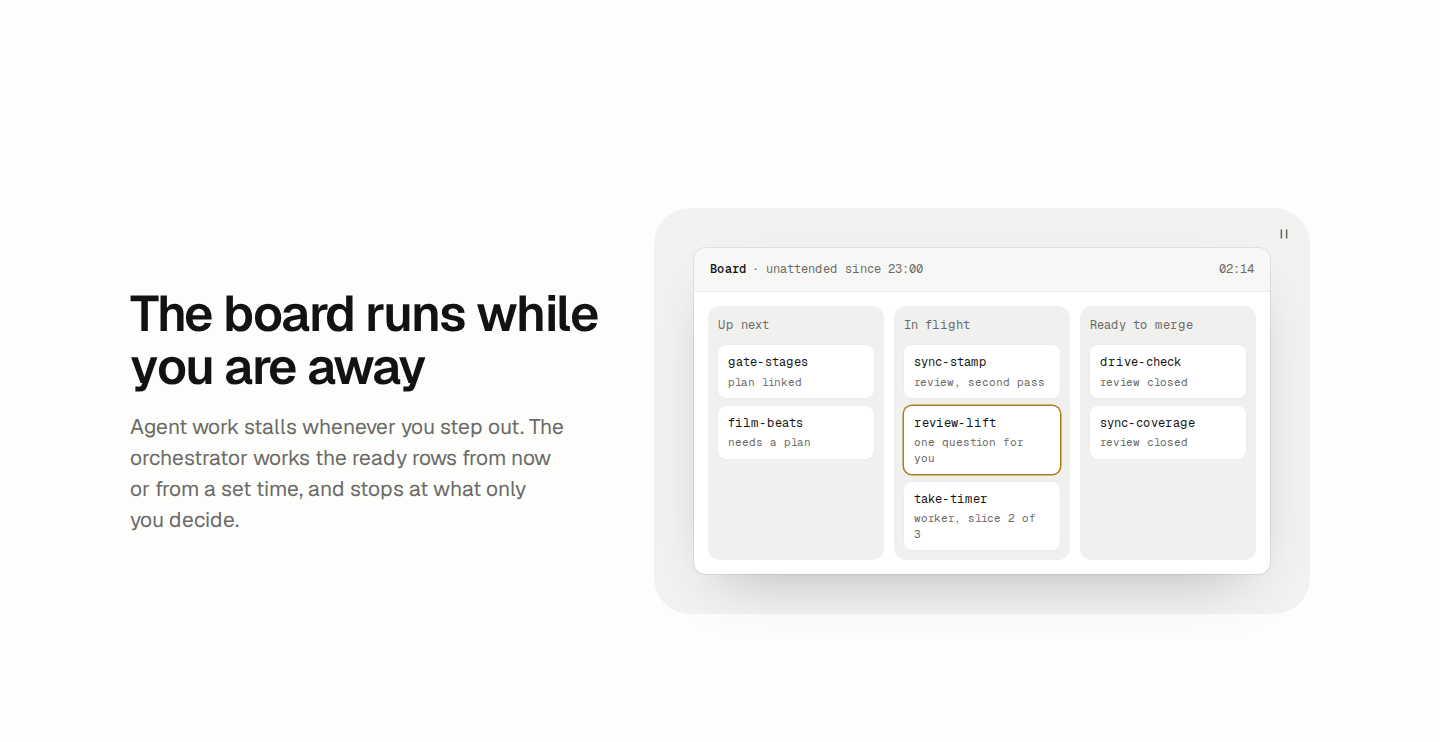 The board runs while
you are away
Agent work stalls whenever you step out. The
orchestrator works the ready rows from now
or from a set time, and stops at what only
you decide.
Board · unattended since 23:00
02:14
Up next
gate-stages
plan linked
film-beats
needs a plan
In flight
sync-stamp
review, second pass
review-lift
one question for
you
take-timer
worker, slice 2 of
3
Ready to merge
drive-check
review closed
sync-coverage
review closed